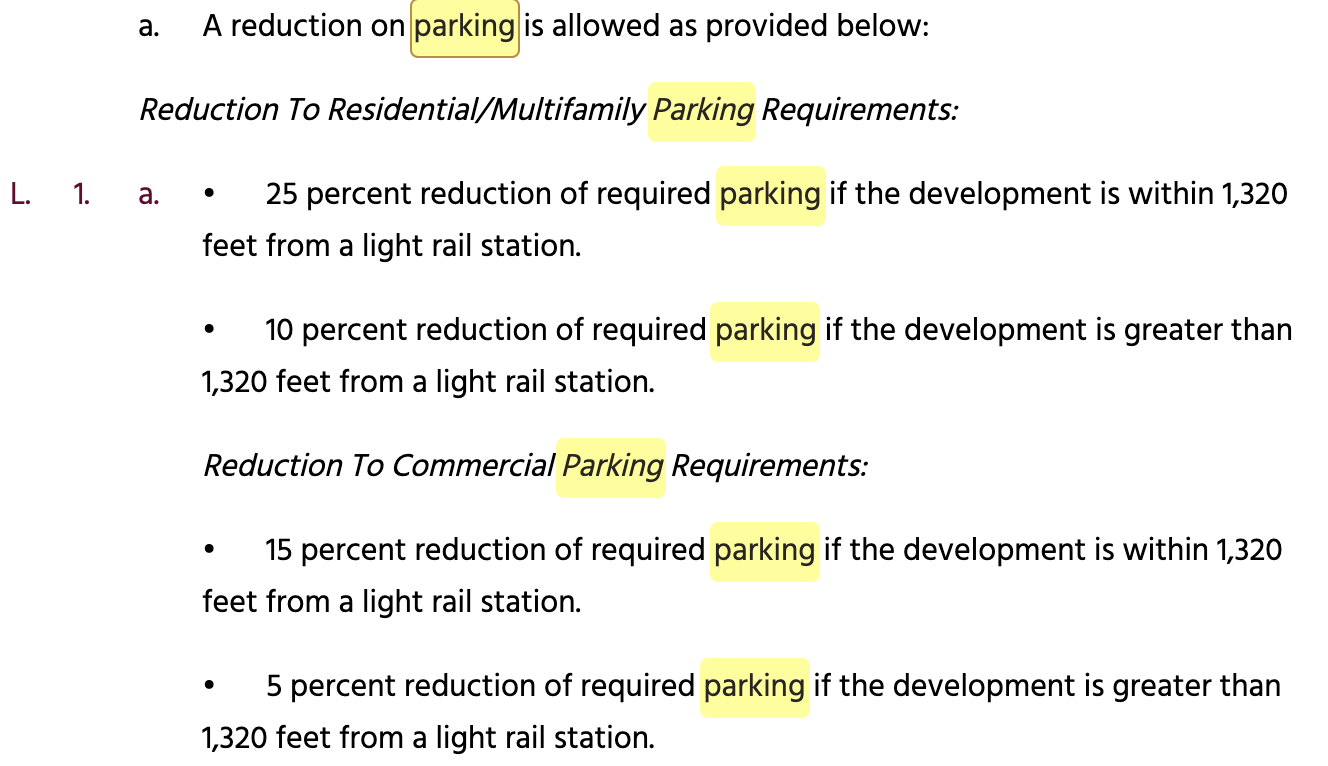 a. A reduction on parking is allowed as provided below:
Reduction To Residential/Multifamily Parking Requirements:
L. 1. a. • 25 percent reduction of required parking if the development is within 1,320
feet from a light rail station.
• 10 percent reduction of required parking if the development is greater than
1,320 feet from a light rail station.
Reduction To Commercial Parking Requirements:
• 15 percent reduction of required parking if the development is within 1,320
feet from a light rail station.
• 5 percent reduction of required parking if the development is greater than
1,320 feet from a light rail station.